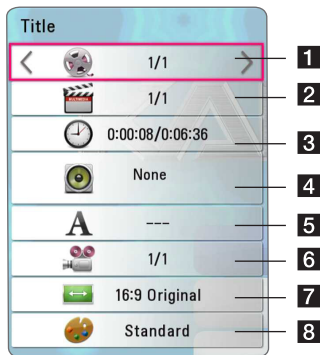 Title
1/1 1
1/1 2
0:00:08/0:06:36 3
None 4
A --- 5
1/1 6
16:9 Original 7
Standard 8